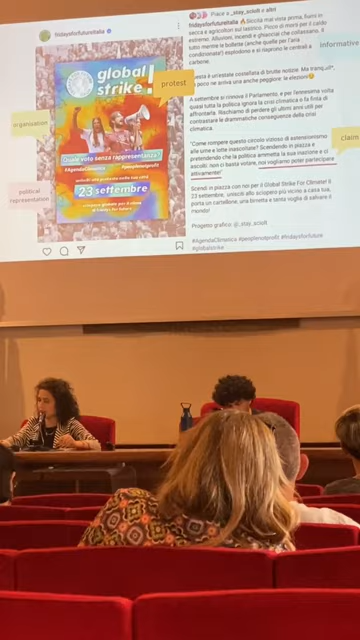 fridaysforfutureitalia
global
strike!
protest
organisation
Quale voto senza rappresentanza?
#AgendaClimatica #peoplenotprofit
political
representation
23 settembre
Piace a _stay_sciolti e altri
fridaysforfutureitalia 🔥Siccità mai vista prima, fiumi in
secca e agricoltori sul lastrico. Picco di morti per il caldo
estremo. Alluvioni, incendi e ghiacciai che collassano. Il
tutto mentre le bollette (anche quelle per l'aria
condizionata!) esplodono e si riaprono le centrali a
carbone.
informative
Questa è un'estate costellata di brutte notizie. Ma
poco ne arriva una anche peggiore: le elezioni
A settembre si rinnova il Parlamento, e per l'ennesima volta
quasi tutta la politica ignora la crisi climatica o fa finta di
affrontarla. Rischiamo di perdere gli ultimi anni utili per
contrastare le drammatiche conseguenze della crisi
climatica.
claim
"Come rompere questo circolo vizioso di astensionismo
alle urne e lotte inascoltate? Scendendo in piazza e
pretendendo che la politica ammetta la sua inazione e ci
ascolti. non ci basta votare, noi vogliamo poter partecipare
attivamente"
Scendi in piazza con noi per il Global Strike For Climate! Il
23 settembre, unisciti allo sciopero più vicino a casa tua,
porta un cartellone, una birretta e tanta voglia di salvare il
mondo!
Progetto grafico: @_stay_sciolti
#AgendaClimatica #peoplenotprofit #fridaysforfuture
#globalstrike